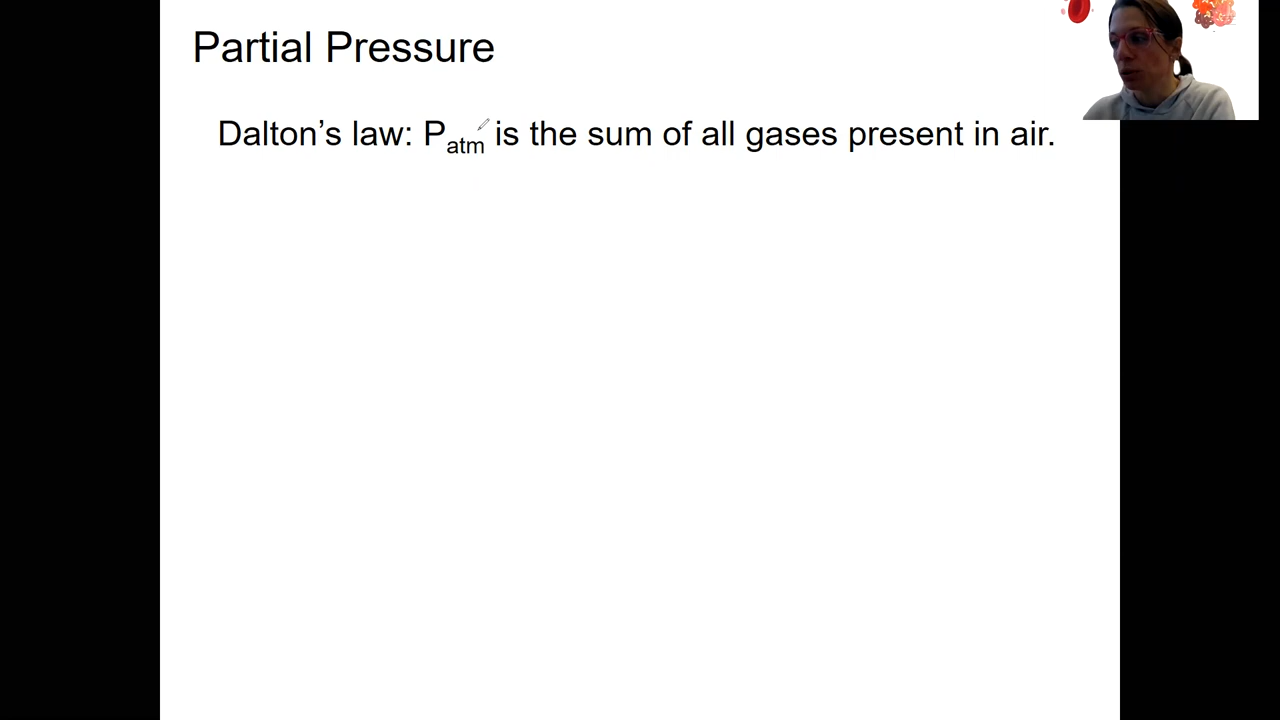 Partial Pressure
Dalton’s law: Patm is the sum of all gases present in air.